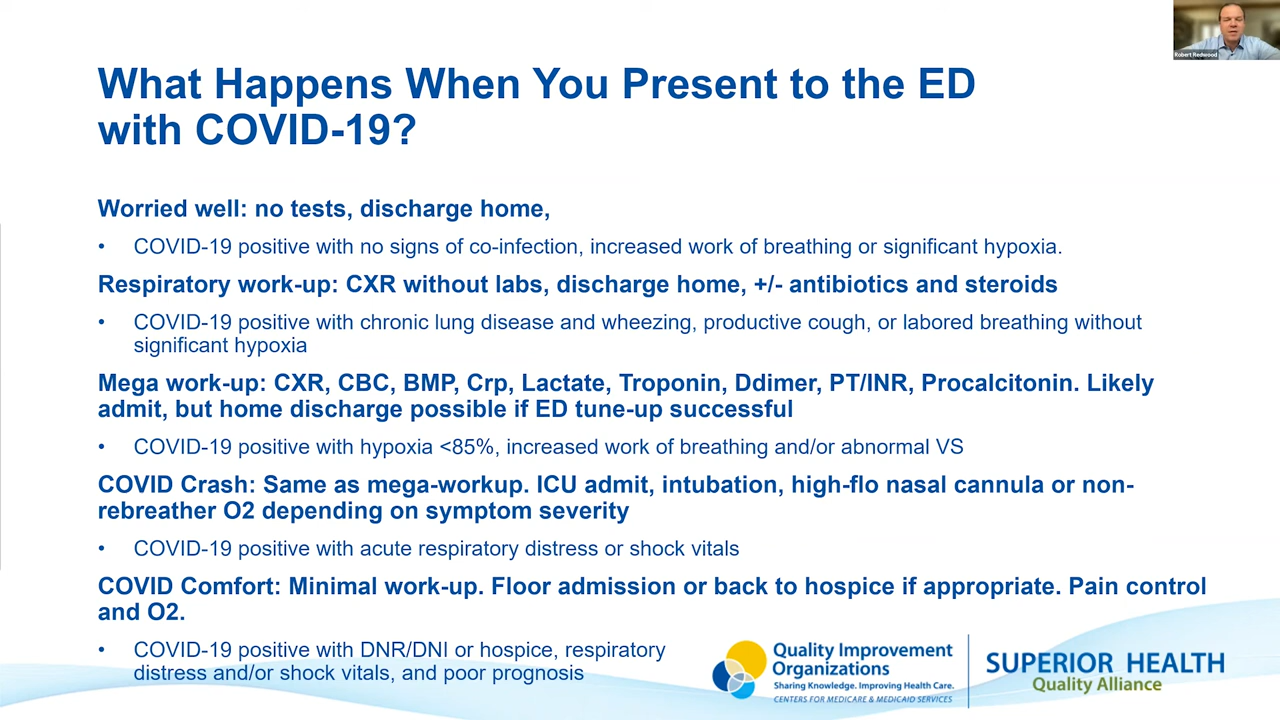 Robert Redwood
What Happens When You Present to the ED
with COVID-19?
Worried well: no tests, discharge home,
• COVID-19 positive with no signs of co-infection, increased work of breathing or significant hypoxia.
Respiratory work-up: CXR without labs, discharge home, +/- antibiotics and steroids
• COVID-19 positive with chronic lung disease and wheezing, productive cough, or labored breathing without
significant hypoxia
Mega work-up: CXR, CBC, BMP, Crp, Lactate, Troponin, Ddimer, PT/INR, Procalcitonin. Likely
admit, but home discharge possible if ED tune-up successful
• COVID-19 positive with hypoxia <85%, increased work of breathing and/or abnormal VS
COVID Crash: Same as mega-workup. ICU admit, intubation, high-flo nasal cannula or non-
rebreather O2 depending on symptom severity
• COVID-19 positive with acute respiratory distress or shock vitals
COVID Comfort: Minimal work-up. Floor admission or back to hospice if appropriate. Pain control
and O2.
• COVID-19 positive with DNR/DNI or hospice, respiratory
distress and/or shock vitals, and poor prognosis
Quality Improvement
Organizations
Sharing Knowledge. Improving Health Care.
CENTERS FOR MEDICARE & MEDICAID SERVICES
SUPERIOR HEALTH
Quality Alliance